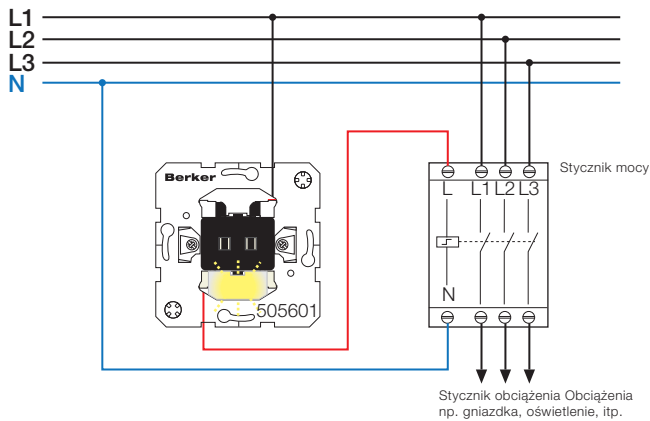 L1
L2
L3
N
Berker
505601
Stycznik mocy
L L1 L2 L3
N
Stycznik obciążenia Obciążenia
np. gniazdka, oświetlenie, itp.